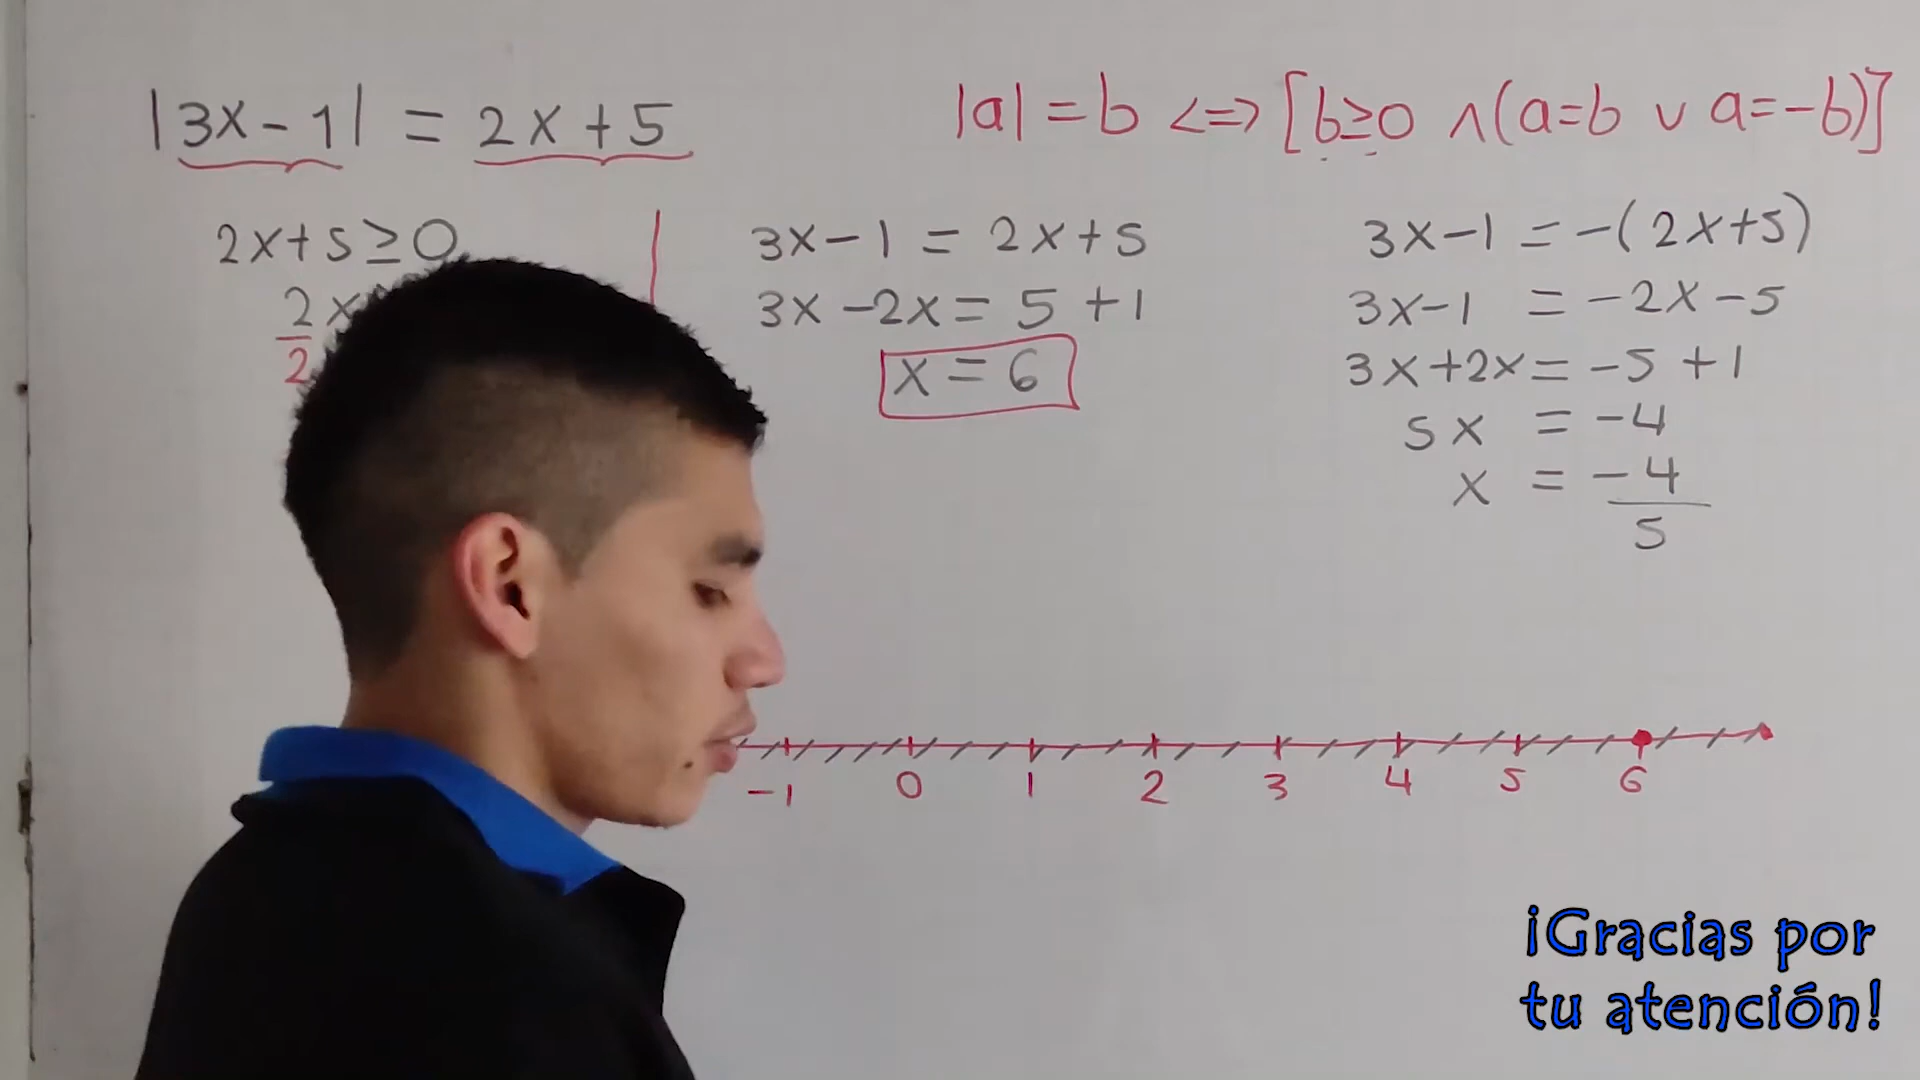 |3x-1| = 2x+5
|a| = b <=> [b≥0 ∧ (a=b ∨ a=-b)]
2x+5≥0
2x
2
3x-1 = 2x+5
3x-2x = 5+1
x = 6
3x-1 = -(2x+5)
3x-1 = -2x-5
3x+2x = -5+1
5x = -4
x = -4
5
-1 0 1 2 3 4 5 6
¡Gracias por
tu atención!